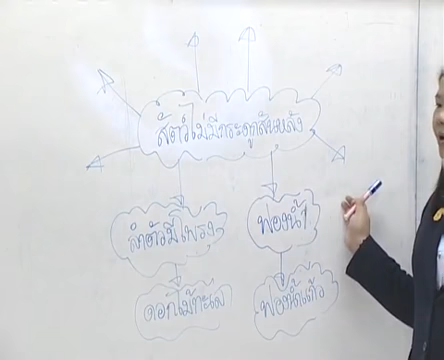 สัตว์ไม่มีกระดูกสันหลัง
ลำตัวมีโพรง
ฟองน้ำ
ดอกไม้ทะเล
ฟองน้ำแก้ว